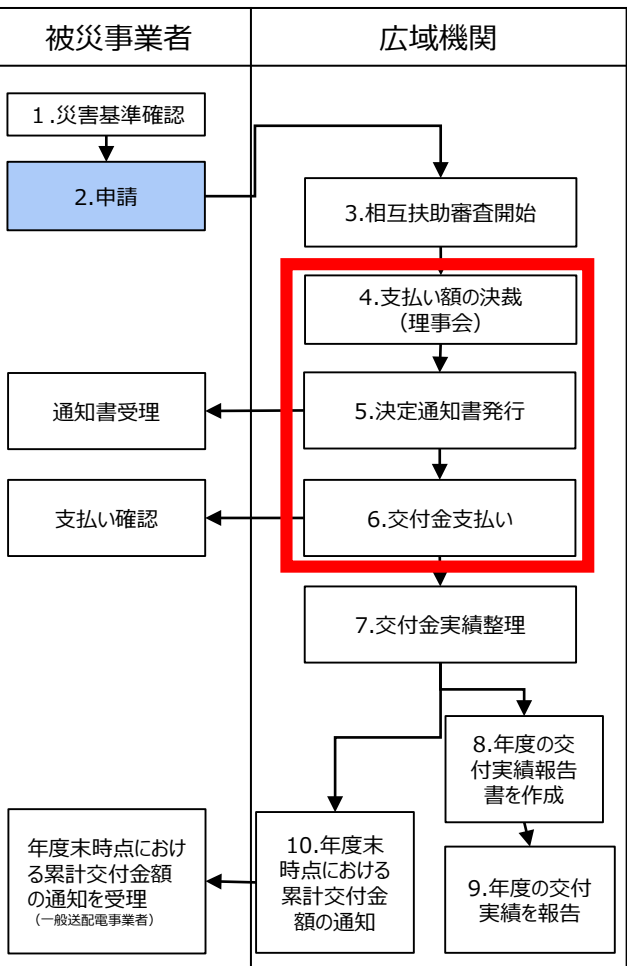 被災事業者
広域機関
1.災害基準確認
2.申請
3.相互扶助審査開始
4.支払い額の決裁
（理事会）
通知書受理
5.決定通知書発行
支払い確認
6.交付金支払い
7.交付金実績整理
8.年度の交
付実績報告
書を作成
年度末時点におけ
る累計交付金額
の通知を受理
（一般送配電事業者）
10.年度末
時点における
累計交付金
額の通知
9.年度の交付
実績を報告